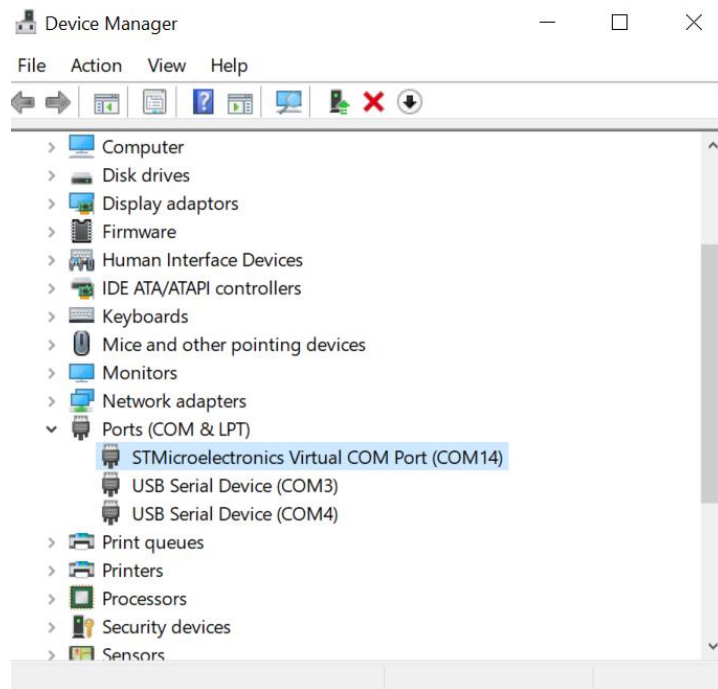 Device Manager
File Action View Help
Computer
Disk drives
Display adaptors
Firmware
Human Interface Devices
IDE ATA/ATAPI controllers
Keyboards
Mice and other pointing devices
Monitors
Network adapters
Ports (COM & LPT)
STMicroelectronics Virtual COM Port (COM14)
USB Serial Device (COM3)
USB Serial Device (COM4)
Print queues
Printers
Processors
Security devices
Sensors